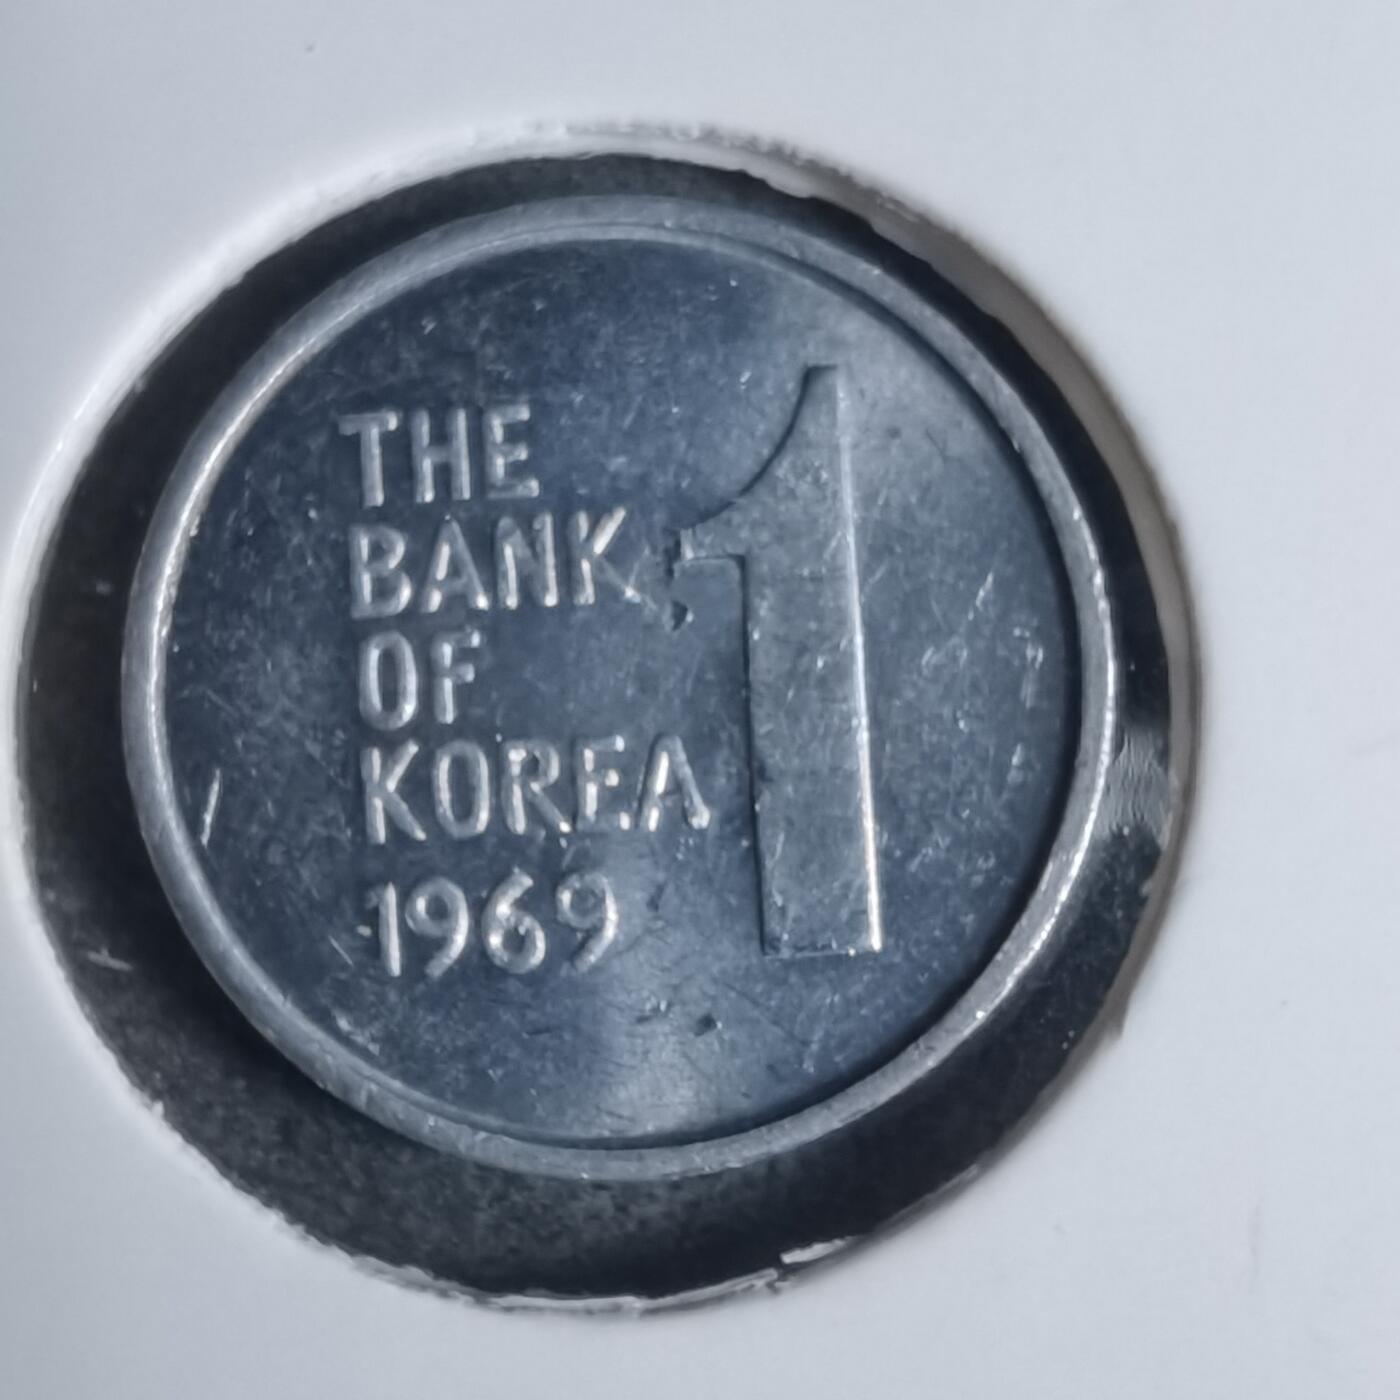 THE
BANK
OF
KOREA
1969
1